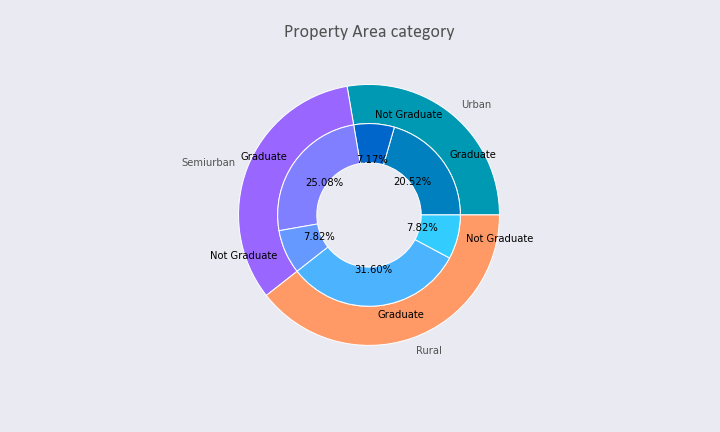 Property Area category
Urban
Not Graduate
Graduate
Semiurban
Graduate
7.17%
25.08%
20.52%
7.82%
7.82%
Not Graduate
Not Graduate
31.60%
Graduate
Rural